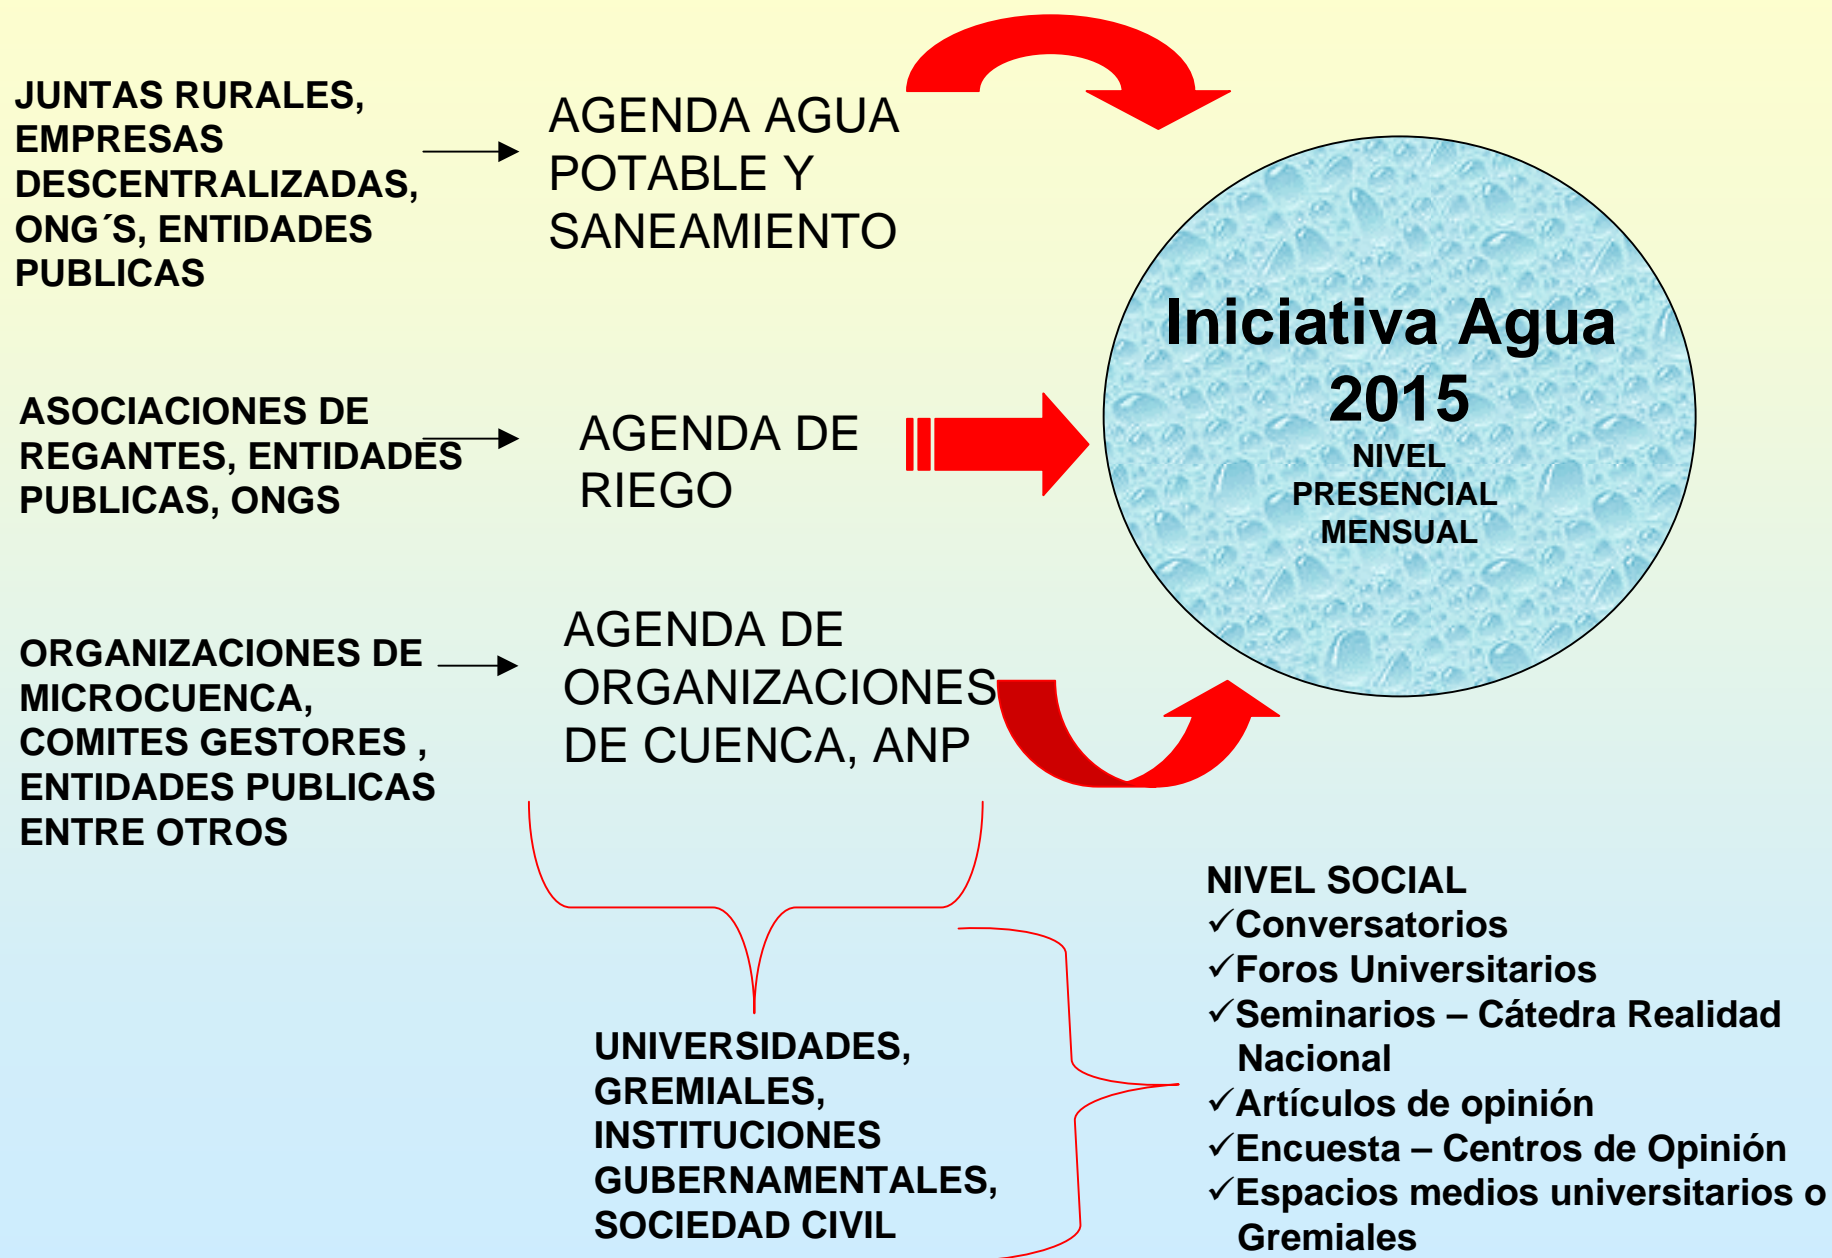 JUNTAS RURALES,
EMPRESAS
DESCENTRALIZADAS,
ONG´S, ENTIDADES
PUBLICAS
AGENDA AGUA
POTABLE Y
SANEAMIENTO
ASOCIACIONES DE
REGANTES, ENTIDADES
PUBLICAS, ONGS
AGENDA DE
RIEGO
Iniciativa Agua
2015
NIVEL
PRESENCIAL
MENSUAL
ORGANIZACIONES DE
MICROCUENCA,
COMITES GESTORES ,
ENTIDADES PUBLICAS
ENTRE OTROS
AGENDA DE
ORGANIZACIONES
DE CUENCA, ANP
UNIVERSIDADES,
GREMIALES,
INSTITUCIONES
GUBERNAMENTALES,
SOCIEDAD CIVIL
NIVEL SOCIAL
✓Conversatorios
✓Foros Universitarios
✓Seminarios – Cátedra Realidad
Nacional
✓Artículos de opinión
✓Encuesta – Centros de Opinión
✓Espacios medios universitarios o
Gremiales